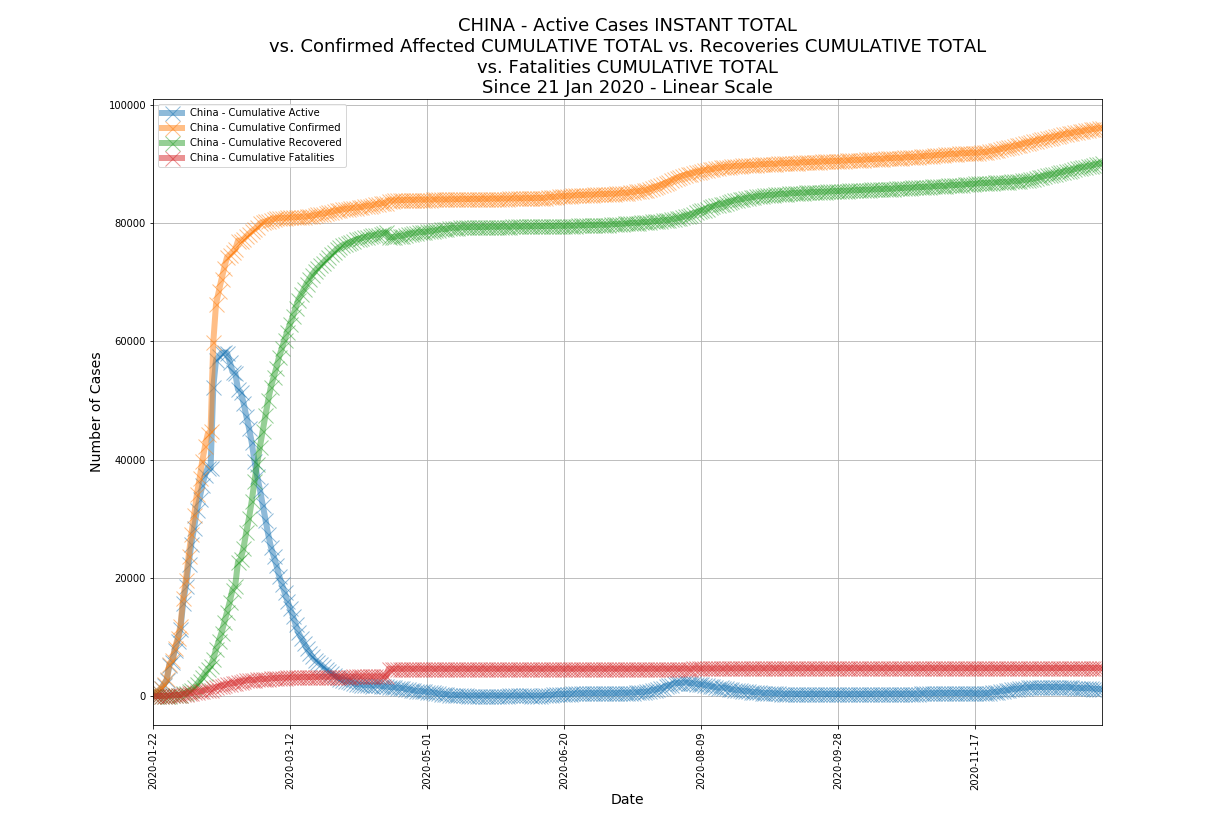 CHINA - Active Cases INSTANT TOTAL
vs. Confirmed Affected CUMULATIVE TOTAL vs. Recoveries CUMULATIVE TOTAL
vs. Fatalities CUMULATIVE TOTAL
Since 21 Jan 2020 - Linear Scale
China - Cumulative Active
China - Cumulative Confirmed
China - Cumulative Recovered
China - Cumulative Fatalities
Number of Cases
100000
80000
60000
40000
20000
0
2020-01-22
2020-03-12
2020-05-01
2020-06-20
2020-08-09
2020-09-28
2020-11-17
Date